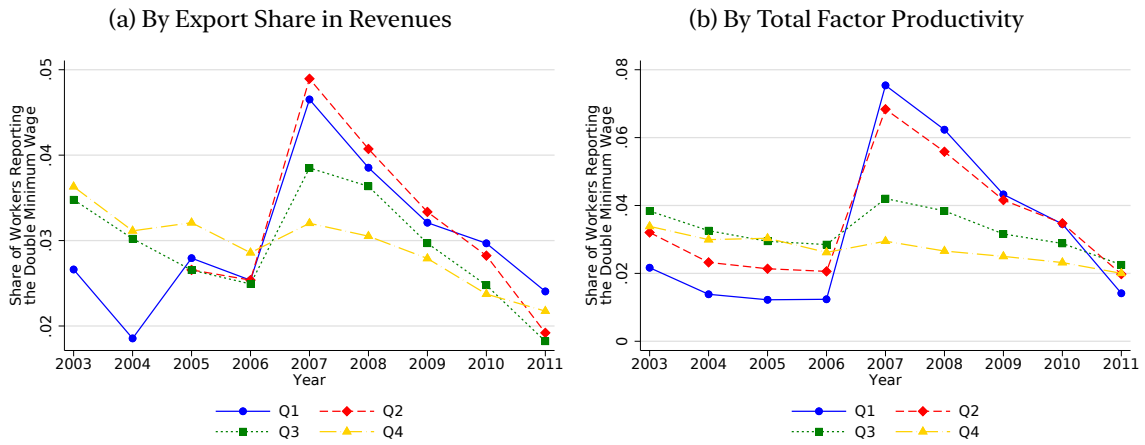 (a) By Export Share in Revenues
Share of Workers Reporting
the Double Minimum Wage
.05
.04
.03
.02
2003 2004 2005 2006 2007 2008 2009 2010 2011
Year
Q1 Q2
Q3 Q4
(b) By Total Factor Productivity
Share of Workers Reporting
the Double Minimum Wage
.08
.06
.04
.02
0
2003 2004 2005 2006 2007 2008 2009 2010 2011
Year
Q1 Q2
Q3 Q4